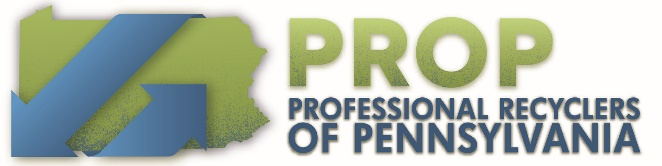 PROP
PROFESSIONAL RECYCLERS
OF PENNSYLVANIA